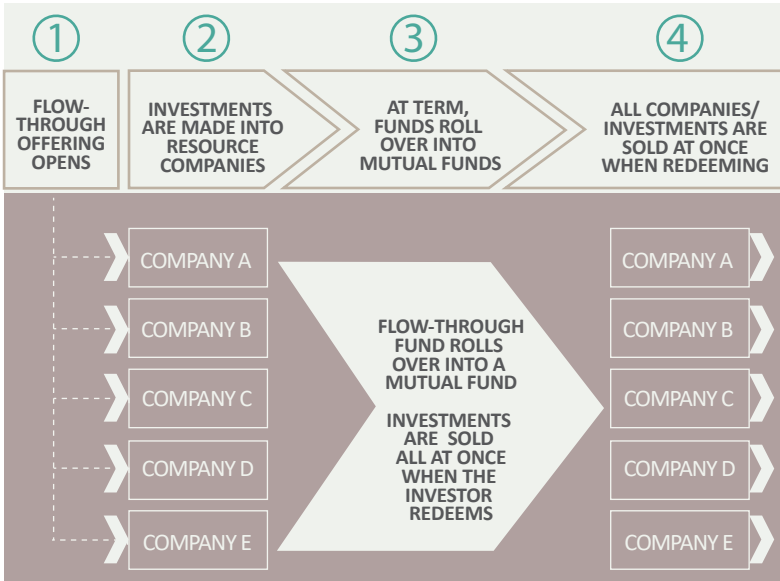 1
2
3
4
FLOW-
THROUGH
OFFERING
OPENS
INVESTMENTS
ARE MADE INTO
RESOURCE
COMPANIES
AT TERM,
FUNDS ROLL
OVER INTO
MUTUAL FUNDS
ALL COMPANIES/
INVESTMENTS ARE
SOLD AT ONCE
WHEN REDEEMING
COMPANY A
COMPANY B
COMPANY C
COMPANY D
COMPANY E
FLOW-THROUGH
FUND ROLLS
OVER INTO A
MUTUAL FUND
INVESTMENTS
ARE SOLD
ALL AT ONCE
WHEN THE
INVESTOR
REDEEMS
COMPANY A
COMPANY B
COMPANY C
COMPANY D
COMPANY E